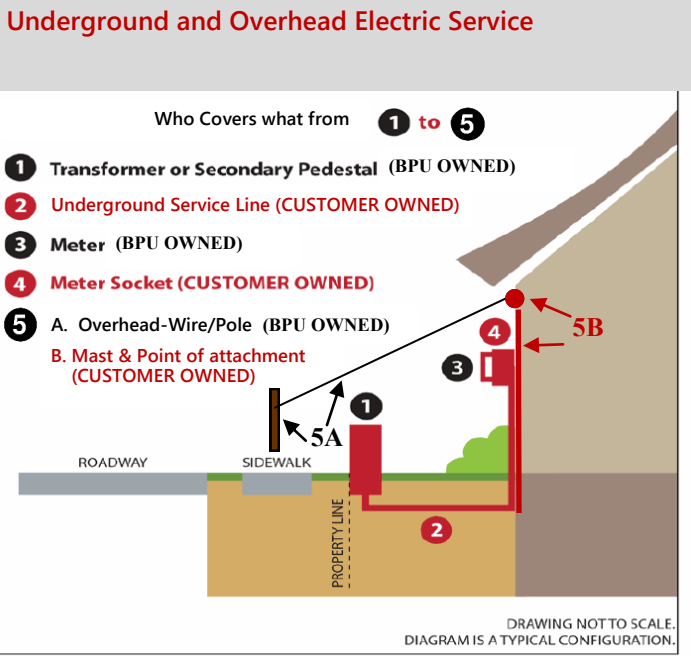 Underground and Overhead Electric Service
Who Covers what from 1 to 5
1 Transformer or Secondary Pedestal (BPU OWNED)
2 Underground Service Line (CUSTOMER OWNED)
3 Meter (BPU OWNED)
4 Meter Socket (CUSTOMER OWNED)
5 A. Overhead-Wire/Pole (BPU OWNED)
B. Mast & Point of attachment
(CUSTOMER OWNED)
4
5B
3
1
5A
ROADWAY
SIDEWALK
PROPERTY LINE
2
DRAWING NOT TO SCALE.
DIAGRAM IS A TYPICAL CONFIGURATION.